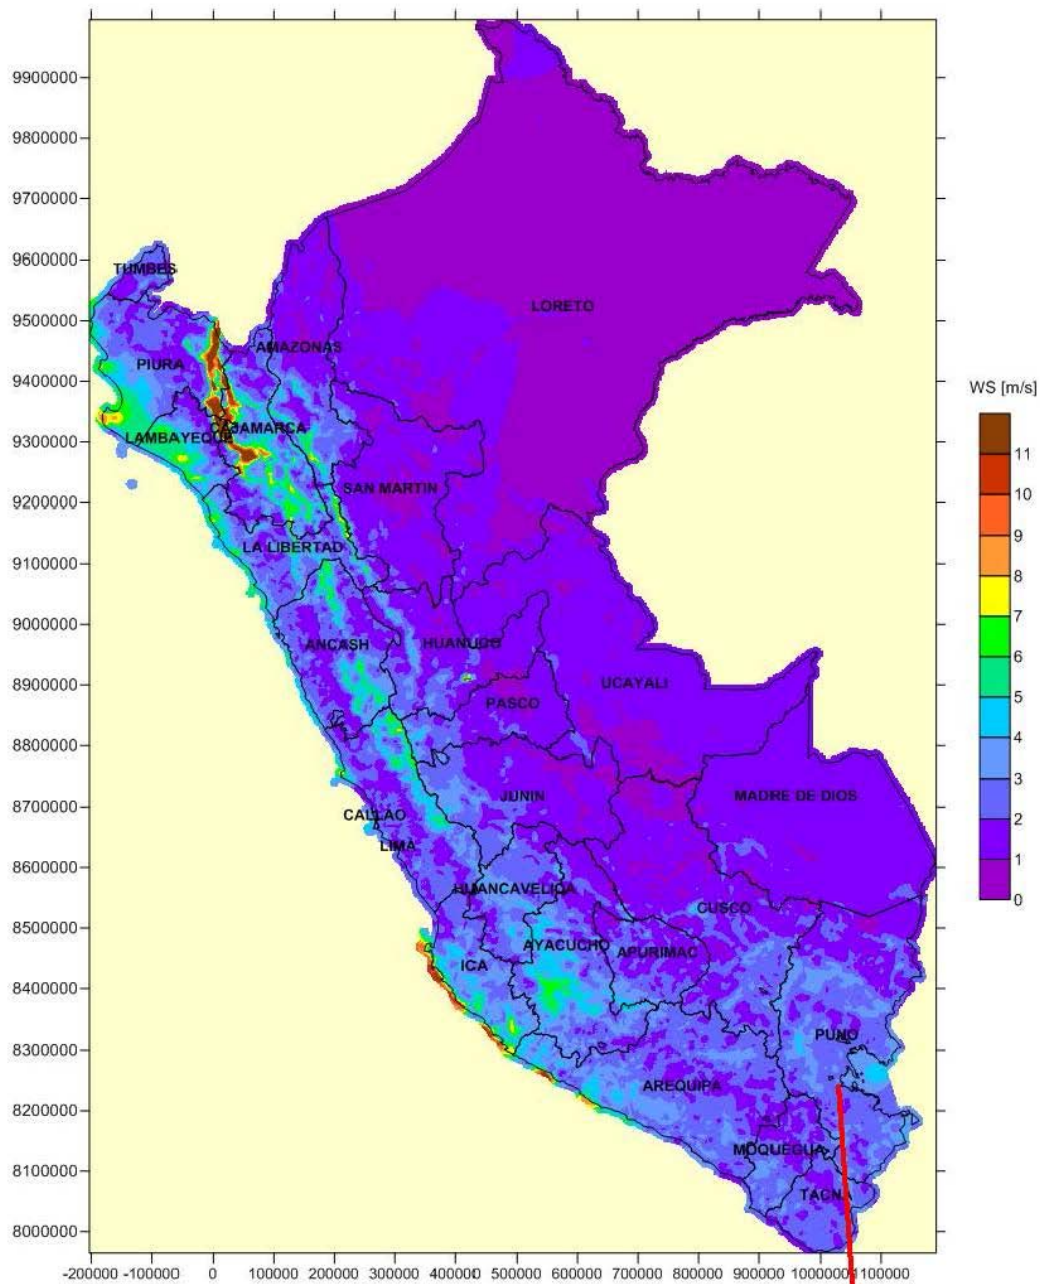 9900000
9800000
9700000
9600000
9500000
9400000
9300000
9200000
9100000
9000000
8900000
8800000
8700000
8600000
8500000
8400000
8300000
8200000
8100000
8000000
TUMBES
LORETO
AMAZONAS
PIURA
CAJAMARCA
LAMBAYEQUE
SAN MARTIN
LA LIBERTAD
ANCASH
HUANUCO
UCAYALI
PASCO
MADRE DE DIOS
JUNIN
CALLAO
LIMA
HUANCAVELICA
CUSCO
AYACUCHO
APURIMAC
ICA
PUNO
AREQUIPA
MOQUEGUA
TACNA
WS [m/s]
11
10
9
8
7
6
5
4
3
2
1
0
-200000 -100000 0 100000 200000 300000 400000 500000 600000 700000 800000 900000 1000000 1100000